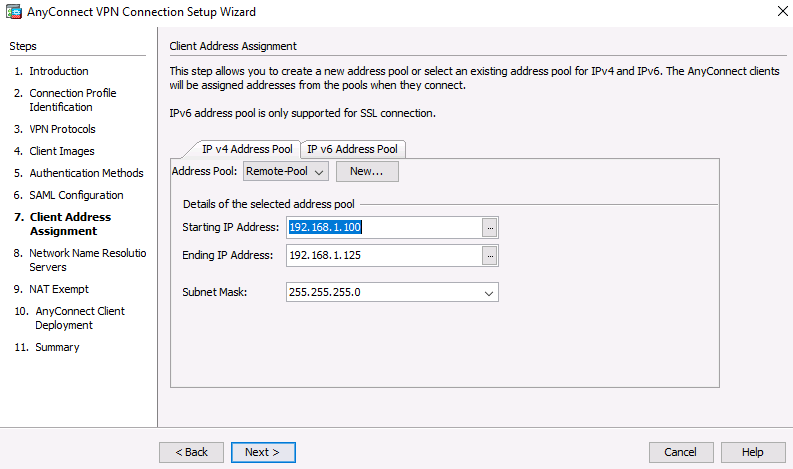 AnyConnect VPN Connection Setup Wizard
Steps
1. Introduction
2. Connection Profile
Identification
3. VPN Protocols
4. Client Images
5. Authentication Methods
6. SAML Configuration
7. Client Address
Assignment
8. Network Name Resolutio
Servers
9. NAT Exempt
10. AnyConnect Client
Deployment
11. Summary
Client Address Assignment
This step allows you to create a new address pool or select an existing address pool for IPv4 and IPv6. The AnyConnect clients
will be assigned addresses from the pools when they connect.
IPv6 address pool is only supported for SSL connection.
IP v4 Address Pool IP v6 Address Pool
Address Pool: Remote-Pool New...
Details of the selected address pool
Starting IP Address: 192.168.1.100 ...
Ending IP Address: 192.168.1.125 ...
Subnet Mask: 255.255.255.0
< Back Next > Cancel Help